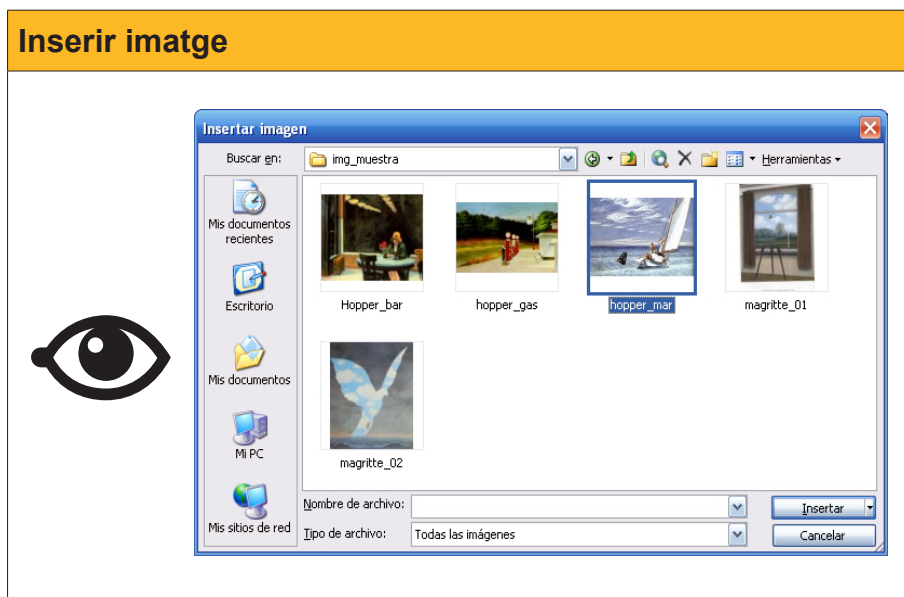 Inserir imatge
Insertar imagen
Buscar en: img_muestra Herramientas
Mis documentos
recientes
Escritorio
Mis documentos
Mi PC
Mis sitios de red
Hopper_bar hopper_gas hopper_mar magritte_01
magritte_02
Nombre de archivo: Insertar
Tipo de archivo: Todas las imágenes Cancelar